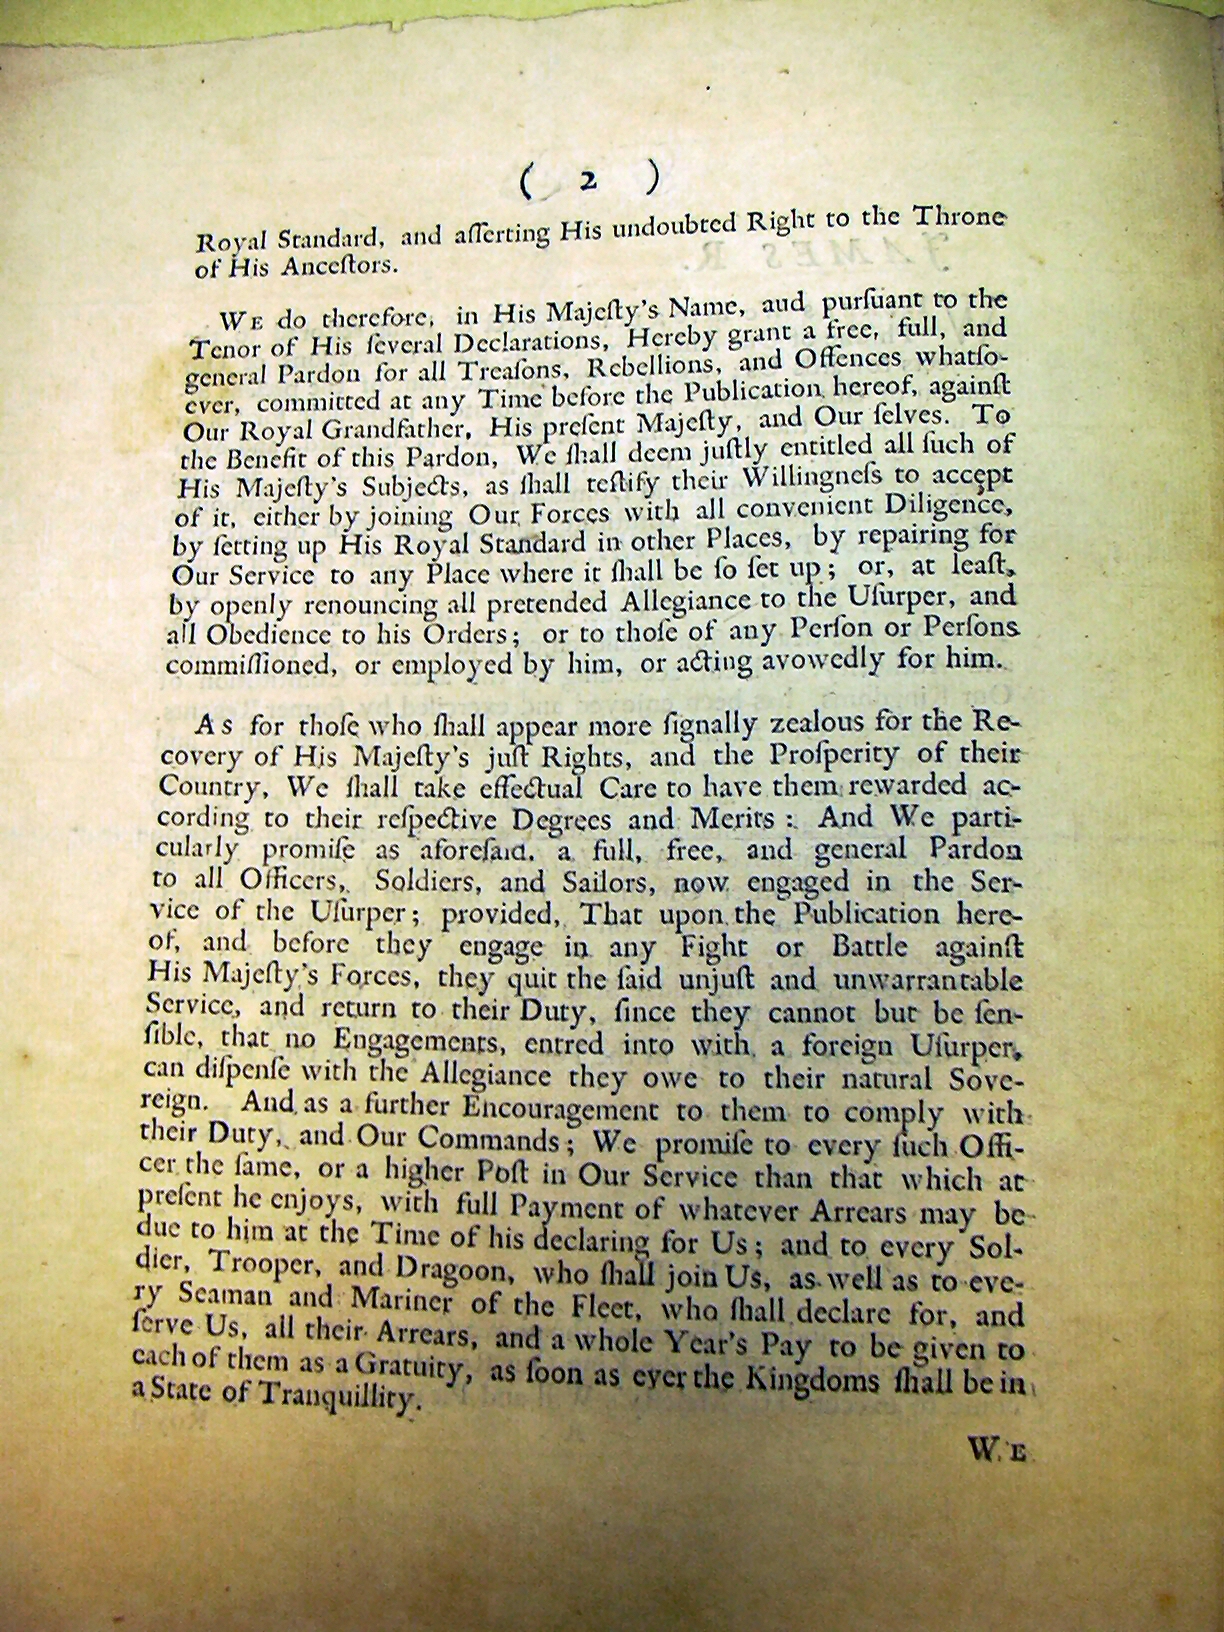 ( 2 )
Royal Standard, and aſſerting His undoubted Right to the Throne
of His Anceſtors.
WE do therefore, in His Majeſty's Name, aud purſuant to the
Tenor of His ſeveral Declarations, Hereby grant a free, full, and
general Pardon for all Treaſons, Rebellions, and Offences whatſo-
ever, committed at any Time before the Publication hereof, againſt
Our Royal Grandfather, His preſent Majeſty, and Our ſelves. To
the Benefit of this Pardon, We ſhall deem juſtly entitled all ſuch of
His Majeſty's Subjects, as ſhall teſtify their Willingneſs to accept
of it, either by joining Our Forces with all convenient Diligence,
by ſetting up His Royal Standard in other Places, by repairing for
Our Service to any Place where it ſhall be ſo ſet up; or, at leaſt,
by openly renouncing all pretended Allegiance to the Uſurper, and
all Obedience to his Orders; or to thoſe of any Perſon or Perſons
commiſſioned, or employed by him, or acting avowedly for him.
As for thoſe who ſhall appear more ſignally zealous for the Re-
covery of His Majeſty's juſt Rights, and the Proſperity of their
Country, We ſhall take effectual Care to have them rewarded ac-
cording to their reſpective Degrees and Merits: And We parti-
cularly promiſe as aforeſaid, a full, free, and general Pardon
to all Officers, Soldiers, and Sailors, now engaged in the Ser-
vice of the Uſurper; provided, That upon the Publication here-
of, and before they engage in any Fight or Battle againſt
His Majeſty's Forces, they quit the ſaid unjuſt and unwarrantable
Service, and return to their Duty, ſince they cannot but be ſen-
ſible, that no Engagements, entred into with a foreign Uſurper,
can diſpenſe with the Allegiance they owe to their natural Sove-
reign. And as a further Encouragement to them to comply with
their Duty, and Our Commands; We promiſe to every ſuch Offi-
cer the ſame, or a higher Poſt in Our Service than that which at
preſent he enjoys, with full Payment of whatever Arrears may be
due to him at the Time of his declaring for Us; and to every Sol-
dier, Trooper, and Dragoon, who ſhall join Us, as well as to eve-
ry Seaman and Mariner of the Fleet, who ſhall declare for, and
ſerve Us, all their Arrears, and a whole Year's Pay to be given to
each of them as a Gratuity, as ſoon as ever the Kingdoms ſhall be in
a State of Tranquillity.
WE